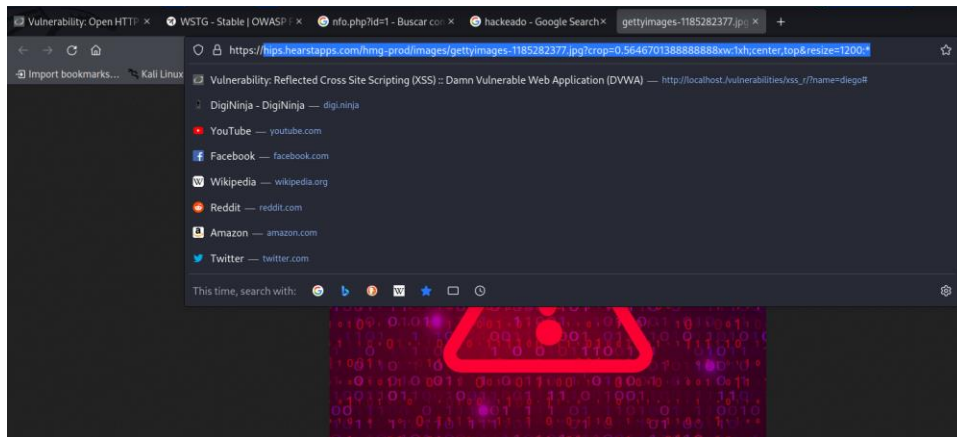 Vulnerability: Open HTTP
WSTG - Stable | OWASP F
nfo.php?id=1 - Buscar con
hackeado - Google Search
gettyimages-1185282377.jpg
https://hips.hearstapps.com/hmg-prod/images/gettyimages-1185282377.jpg?crop=0.5646701388888888xw:1xh;center,top&resize=1200:*
Import bookmarks...
Kali Linux
Vulnerability: Reflected Cross Site Scripting (XSS) :: Damn Vulnerable Web Application (DVWA) — http://localhost./vulnerabilities/xss_r/?name=diego#
DigiNinja - DigiNinja — digi.ninja
YouTube — youtube.com
Facebook — facebook.com
Wikipedia — wikipedia.org
Reddit — reddit.com
Amazon — amazon.com
Twitter — twitter.com
This time, search with: